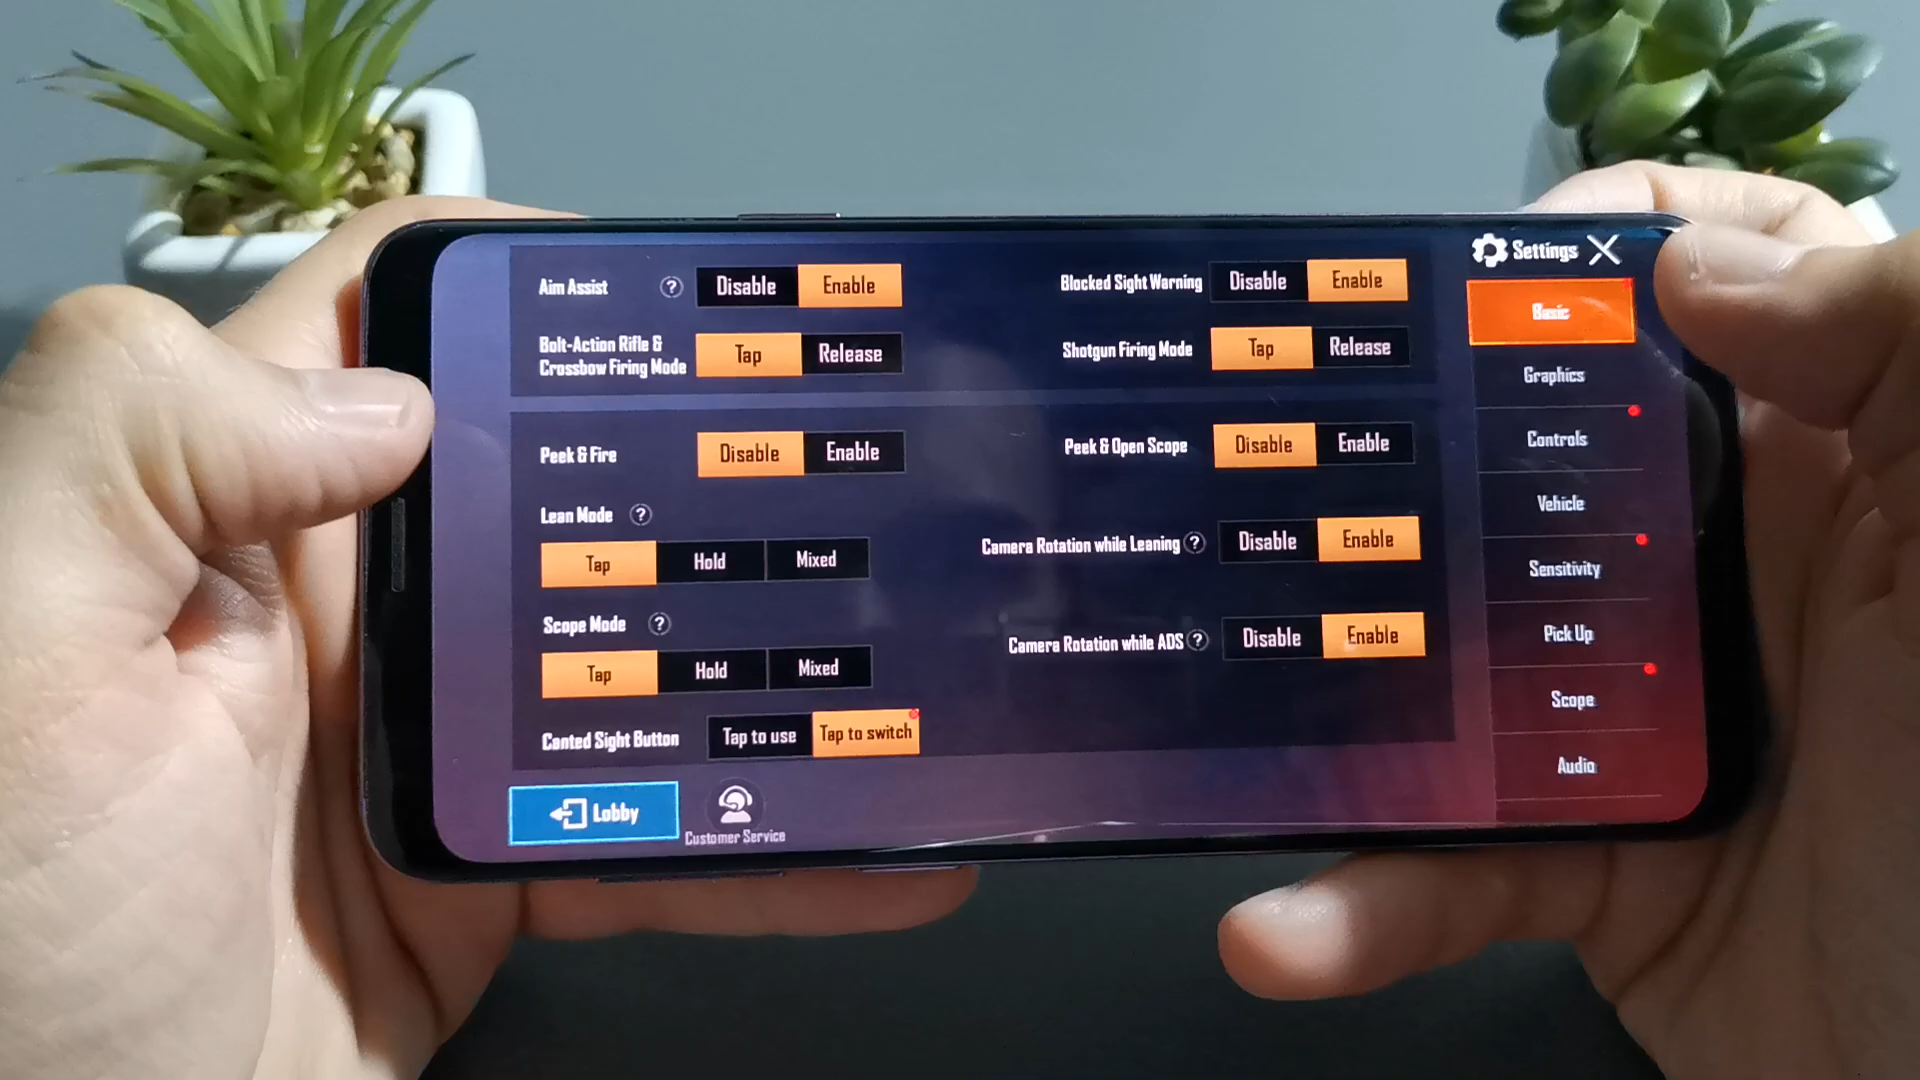 Aim Assist ? Disable Enable
Blocked Sight Warning Disable Enable
Bolt-Action Rifle &
Crossbow Firing Mode Tap Release
Shotgun Firing Mode Tap Release
Peek & Fire Disable Enable
Peek & Open Scope Disable Enable
Lean Mode ?
Tap Hold Mixed
Camera Rotation while Leaning ? Disable Enable
Scope Mode ?
Tap Hold Mixed
Camera Rotation while ADS ? Disable Enable
Canted Sight Button Tap to use Tap to switch
Lobby
Customer Service
Settings
Basic
Graphics
Controls
Vehicle
Sensitivity
Pick Up
Scope
Audio